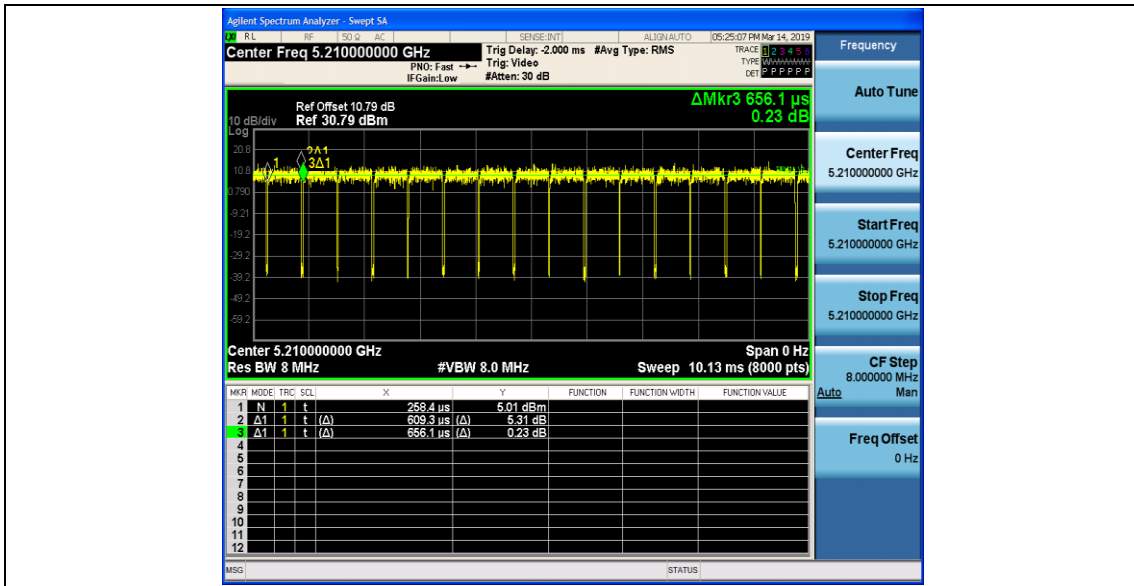 Agilent Spectrum Analyzer - Swept SA
LXI RL RF 50 Ω AC SENSE:INT ALIGNAUTO 05:25:07 PM Mar 14, 2019
Center Freq 5.210000000 GHz
Trig Delay: -2.000 ms #Avg Type: RMS
TRACE 1 2 3 4 5 6
PNO: Fast Trig: Video
TYPE
IFGain:Low #Atten: 30 dB
DET P P P P P P
Frequency
ΔMkr3 656.1 µs
0.23 dB
Ref Offset 10.79 dB
10 dB/div Ref 30.79 dBm
Log
20.8
10.8
0.790
-9.21
-19.2
-29.2
-39.2
-49.2
-59.2
1
2Δ1
3Δ1
Center 5.210000000 GHz Span 0 Hz
Res BW 8 MHz #VBW 8.0 MHz Sweep 10.13 ms (8000 pts)
MKR MODE TRC SCL X Y FUNCTION FUNCTION WIDTH FUNCTION VALUE
1 N 1 t 258.4 µs 5.01 dBm
2 Δ1 1 t (Δ) 609.3 µs (Δ) 5.31 dB
3 Δ1 1 t (Δ) 656.1 µs (Δ) 0.23 dB
4
5
6
7
8
9
10
11
12
MSG STATUS
Auto Tune
Center Freq
5.210000000 GHz
Start Freq
5.210000000 GHz
Stop Freq
5.210000000 GHz
CF Step
8.000000 MHz
Auto Man
Freq Offset
0 Hz